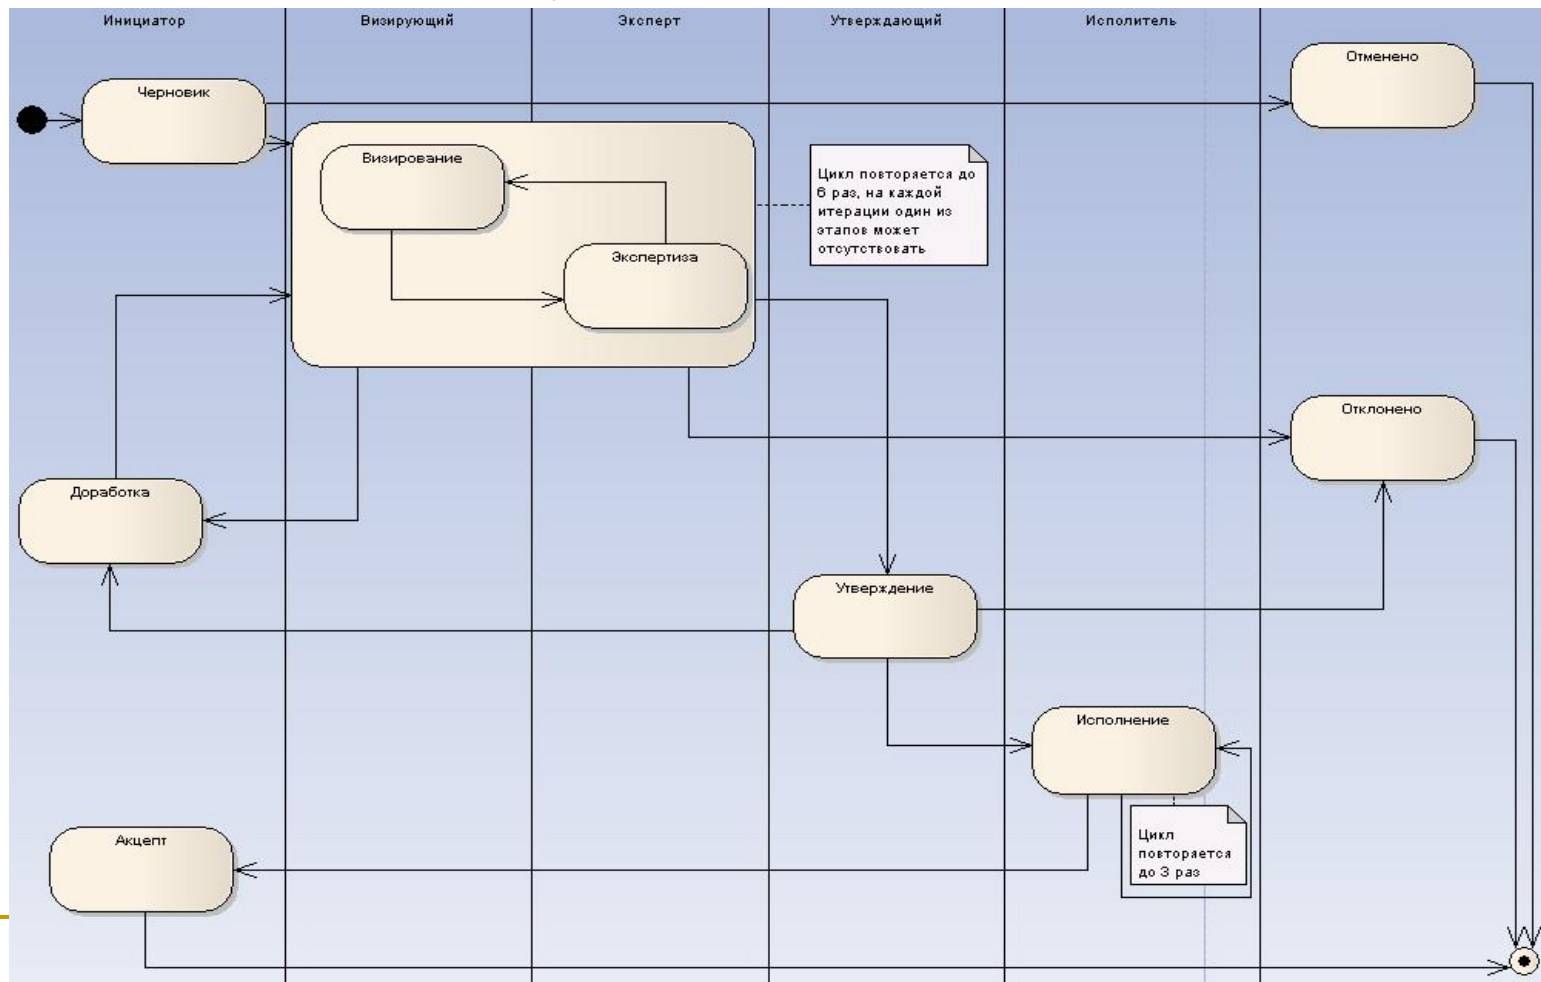 Инициатор
Визирующий
Эксперт
Утверждающий
Исполитель
Отменено
Черновик
Визирование
Цикл повторяется до
6 раз, на каждой
итерации один из
этапов может
отсутствовать
Экспертиза
Отклонено
Доработка
Утверждение
Исполнение
Цикл
повторяется
до 3 раз
Акцепт